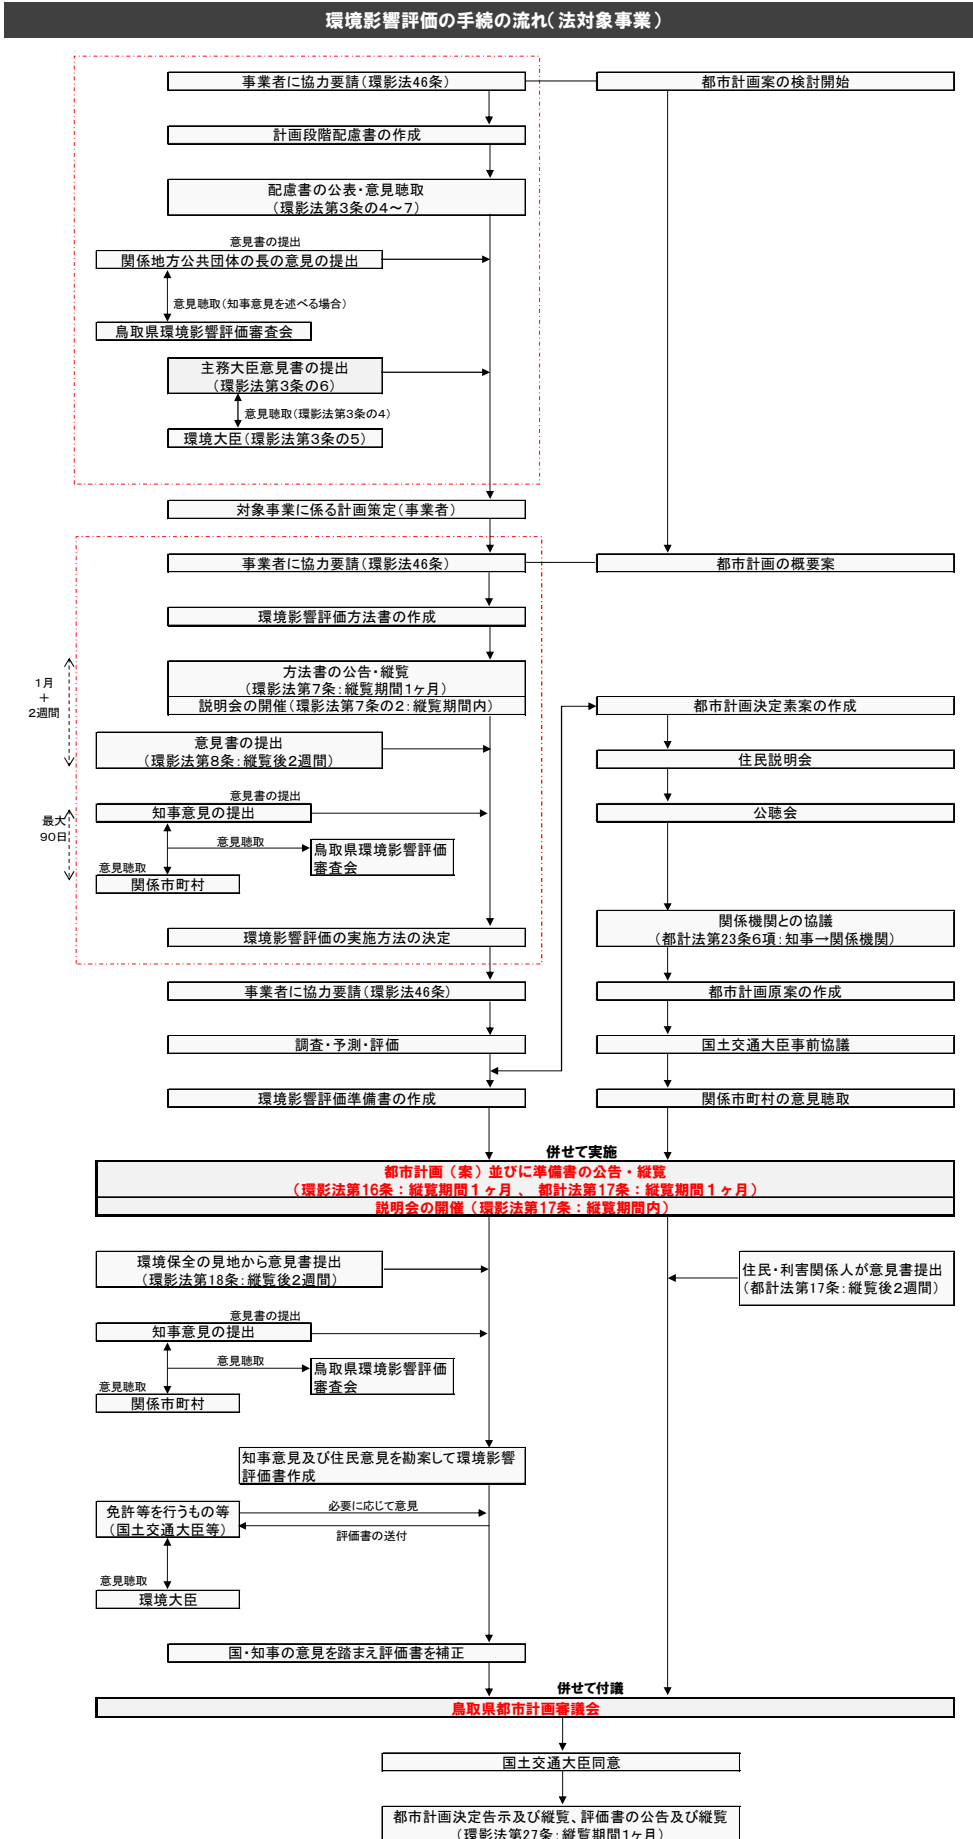 環境影響評価の手続の流れ（法対象事業）
事業者に協力要請（環影法46条）
都市計画案の検討開始
計画段階配慮書の作成
配慮書の公表・意見聴取
（環影法第3条の4～7）
意見書の提出
関係地方公共団体の長の意見の提出
意見聴取（知事意見を述べる場合）
鳥取県環境影響評価審査会
主務大臣意見書の提出
（環影法第3条の6）
意見聴取（環影法第3条の4）
環境大臣（環影法第3条の5）
対象事業に係る計画策定（事業者）
事業者に協力要請（環影法46条）
都市計画の概要案
環境影響評価方法書の作成
1月
＋
2週間
方法書の公告・縦覧
（環影法第7条：縦覧期間1ヶ月）
説明会の開催（環影法第7条の2：縦覧期間内）
都市計画決定素案の作成
意見書の提出
（環影法第8条：縦覧後2週間）
住民説明会
意見書の提出
知事意見の提出
公聴会
最大
90日
意見聴取
鳥取県環境影響評価
審査会
意見聴取
関係市町村
関係機関との協議
（都計法第23条6項：知事→関係機関）
環境影響評価の実施方法の決定
事業者に協力要請（環影法46条）
都市計画原案の作成
調査・予測・評価
国土交通大臣事前協議
環境影響評価準備書の作成
関係市町村の意見聴取
併せて実施
都市計画（案）並びに準備書の公告・縦覧
（環影法第16条：縦覧期間１ヶ月 、 都計法第17条：縦覧期間１ヶ月）
説明会の開催（環影法第17条：縦覧期間内）
環境保全の見地から意見書提出
（環影法第18条：縦覧後2週間）
住民・利害関係人が意見書提出
（都計法第17条：縦覧後2週間）
意見書の提出
知事意見の提出
意見聴取
鳥取県環境影響評価
審査会
意見聴取
関係市町村
知事意見及び住民意見を勘案して環境影響
評価書作成
免許等を行うもの等
（国土交通大臣等）
必要に応じて意見
評価書の送付
意見聴取
環境大臣
国・知事の意見を踏まえ評価書を補正
併せて付議
鳥取県都市計画審議会
国土交通大臣同意
都市計画決定告示及び縦覧、評価書の公告及び縦覧
（環影法第27条：縦覧期間1ヶ月）